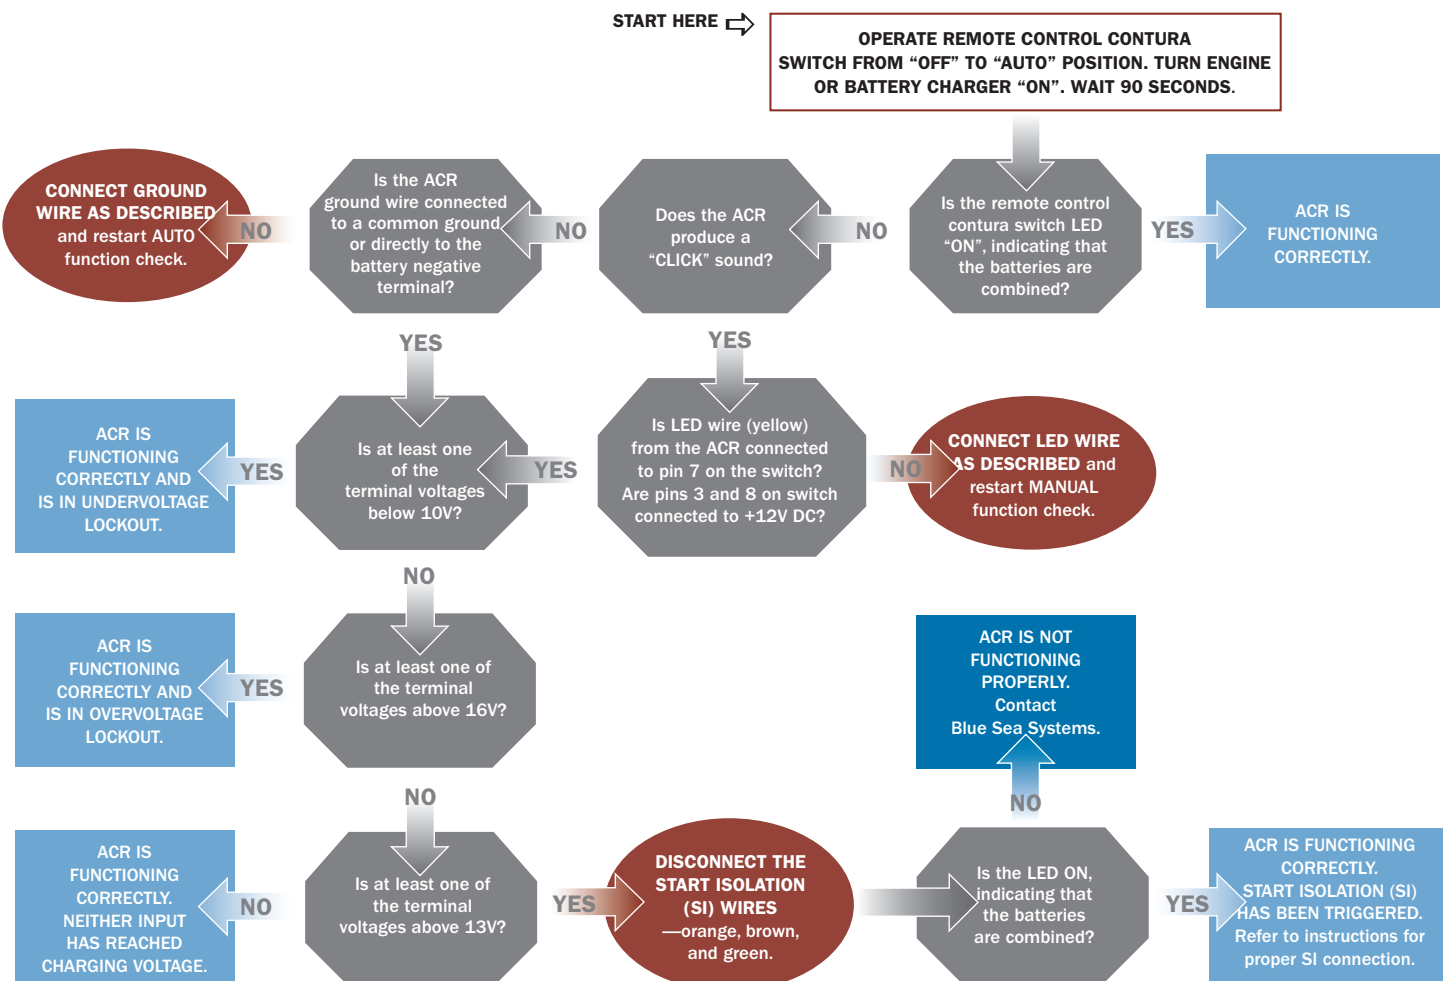 START HERE
OPERATE REMOTE CONTROL CONTURA
SWITCH FROM “OFF” TO “AUTO” POSITION. TURN ENGINE
OR BATTERY CHARGER “ON”. WAIT 90 SECONDS.
CONNECT GROUND
WIRE AS DESCRIBED
and restart AUTO
function check.
NO
Is the ACR
ground wire connected
to a common ground
or directly to the
battery negative
terminal?
NO
Does the ACR
produce a
“CLICK” sound?
NO
Is the remote control
contura switch LED
“ON”, indicating that
the batteries are
combined?
YES
ACR IS
FUNCTIONING
CORRECTLY.
YES
YES
ACR IS
FUNCTIONING
CORRECTLY AND
IS IN UNDERVOLTAGE
LOCKOUT.
YES
Is at least one
of the
terminal voltages
below 10V?
YES
Is LED wire (yellow)
from the ACR connected
to pin 7 on the switch?
Are pins 3 and 8 on switch
connected to +12V DC?
NO
CONNECT LED WIRE
AS DESCRIBED and
restart MANUAL
function check.
NO
ACR IS
FUNCTIONING
CORRECTLY AND
IS IN OVERVOLTAGE
LOCKOUT.
YES
Is at least one of
the terminal
voltages above 16V?
ACR IS NOT
FUNCTIONING
PROPERLY.
Contact
Blue Sea Systems.
NO
NO
ACR IS
FUNCTIONING
CORRECTLY.
NEITHER INPUT
HAS REACHED
CHARGING VOLTAGE.
NO
Is at least one of
the terminal
voltages above 13V?
YES
DISCONNECT THE
START ISOLATION
(SI) WIRES
—orange, brown,
and green.
Is the LED ON,
indicating that
the batteries
are combined?
YES
ACR IS FUNCTIONING
CORRECTLY.
START ISOLATION (SI)
HAS BEEN TRIGGERED.
Refer to instructions for
proper SI connection.